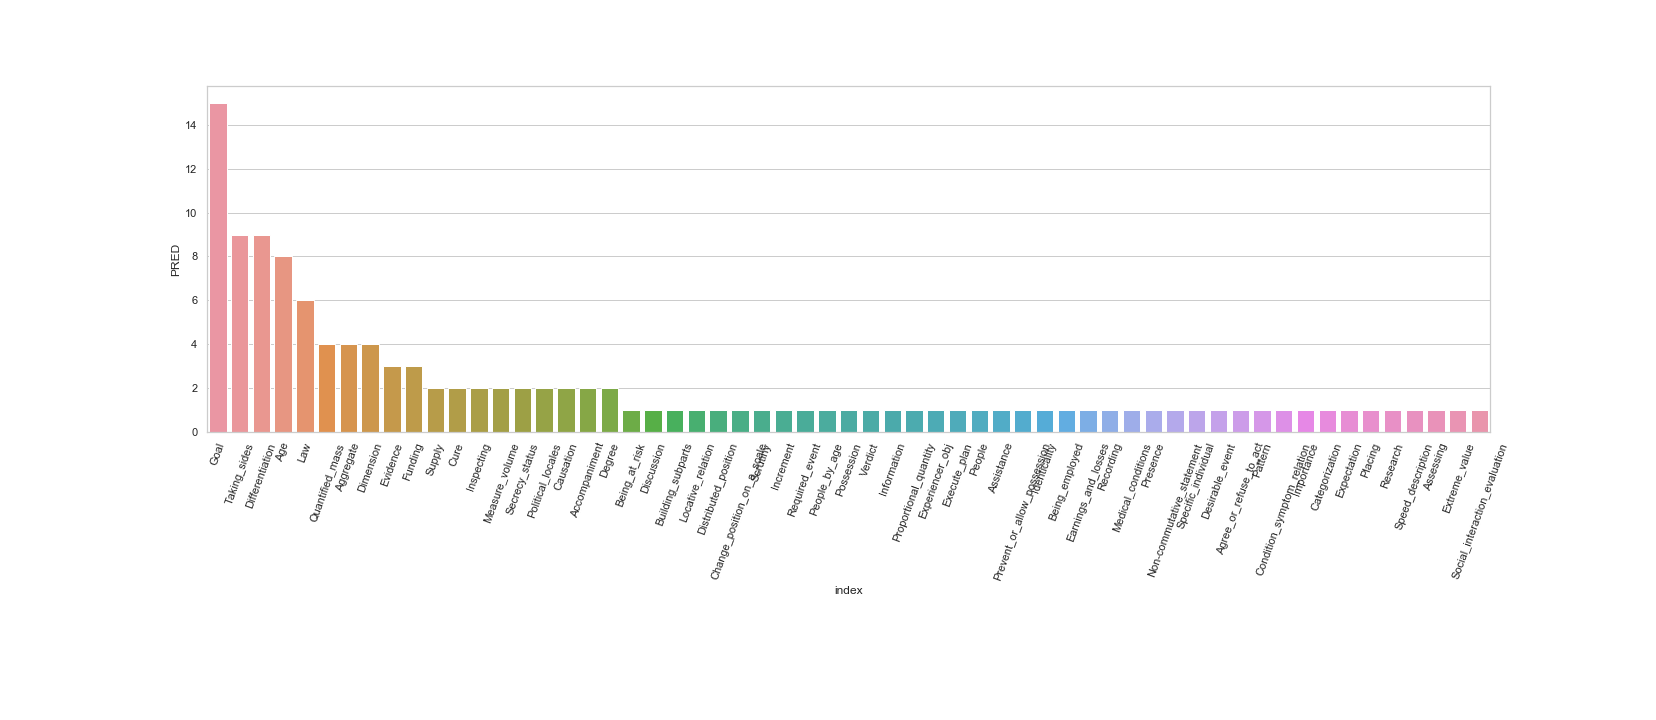 14
12
10
8
6
4
2
0
PRED
Goal
Taking_sides
Differentiation
Age
Law
Quantified_mass
Aggregate
Dimension
Evidence
Funding
Supply
Cure
Inspecting
Measure_volume
Secrecy_status
Political_locales
Causation
Accompaniment
Degree
Being_at_risk
Discussion
Building_subparts
Locative_relation
Distributed_position
Change_position_on_a_scale
Scrutiny
Increment
Required_event
People_by_age
Possession
Verdict
Information
Proportional_quantity
Experiencer_obj
Execute_plan
People
Assistance
Prevent_or_allow_possession
Identicality
Being_employed
Earnings_and_losses
Recording
Medical_conditions
Presence
Non-commutative_statement
Specific_individual
Desirable_event
Agree_or_refuse_to_act
Pattern
Condition_symptom_relation
Importance
Categorization
Expectation
Placing
Research
Speed_description
Assessing
Extreme_value
Social_interaction_evaluation
index